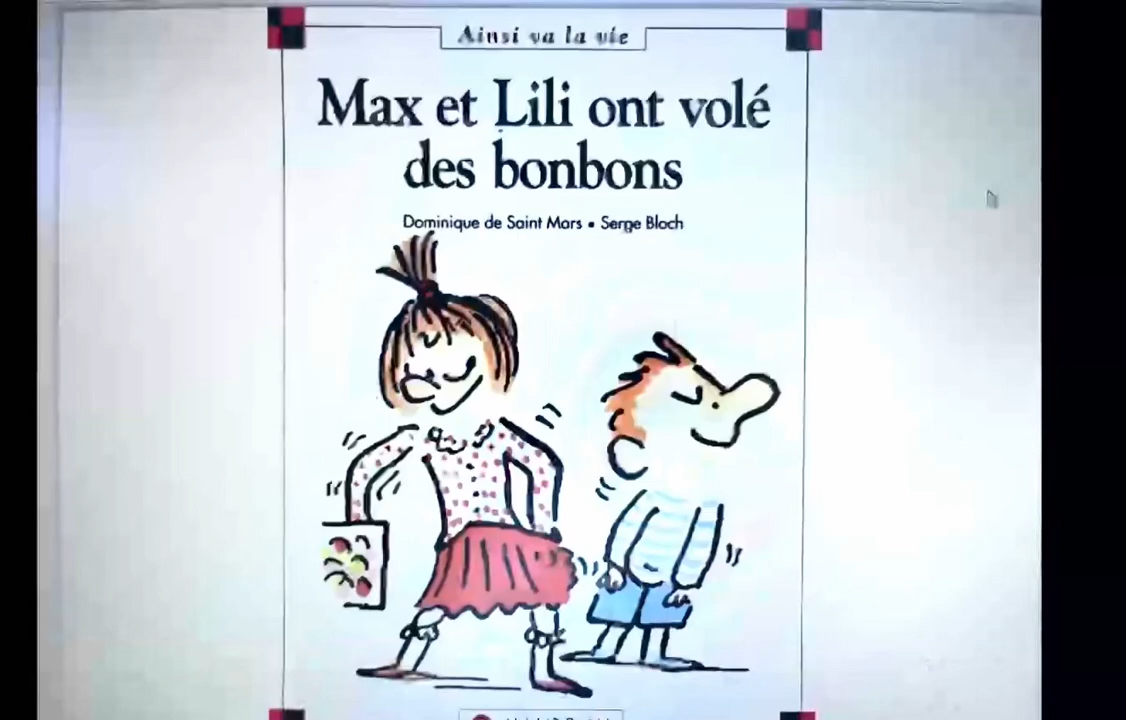 Ainsi va la vie
Max et Lili ont volé
des bonbons
Dominique de Saint Mars • Serge Bloch